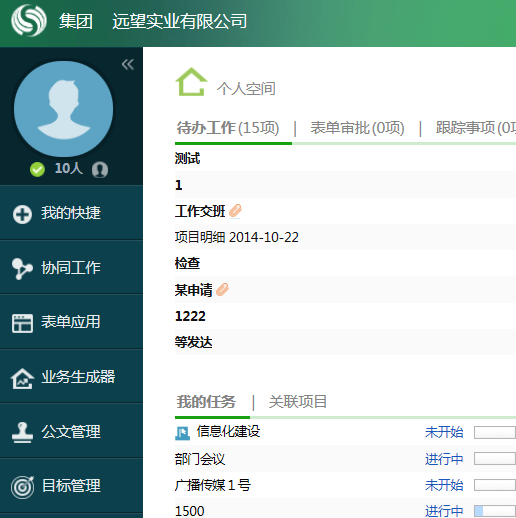 集团 远望实业有限公司
10人
我的快捷
协同工作
表单应用
业务生成器
公文管理
目标管理
个人空间
待办工作(15项) | 表单审批(0项) | 跟踪事项(0项
测试
1
工作交班
项目明细 2014-10-22
检查
某申请
1222
等发达
我的任务 | 关联项目
信息化建设 未开始
部门会议 进行中
广播传媒１号 未开始
1500 进行中